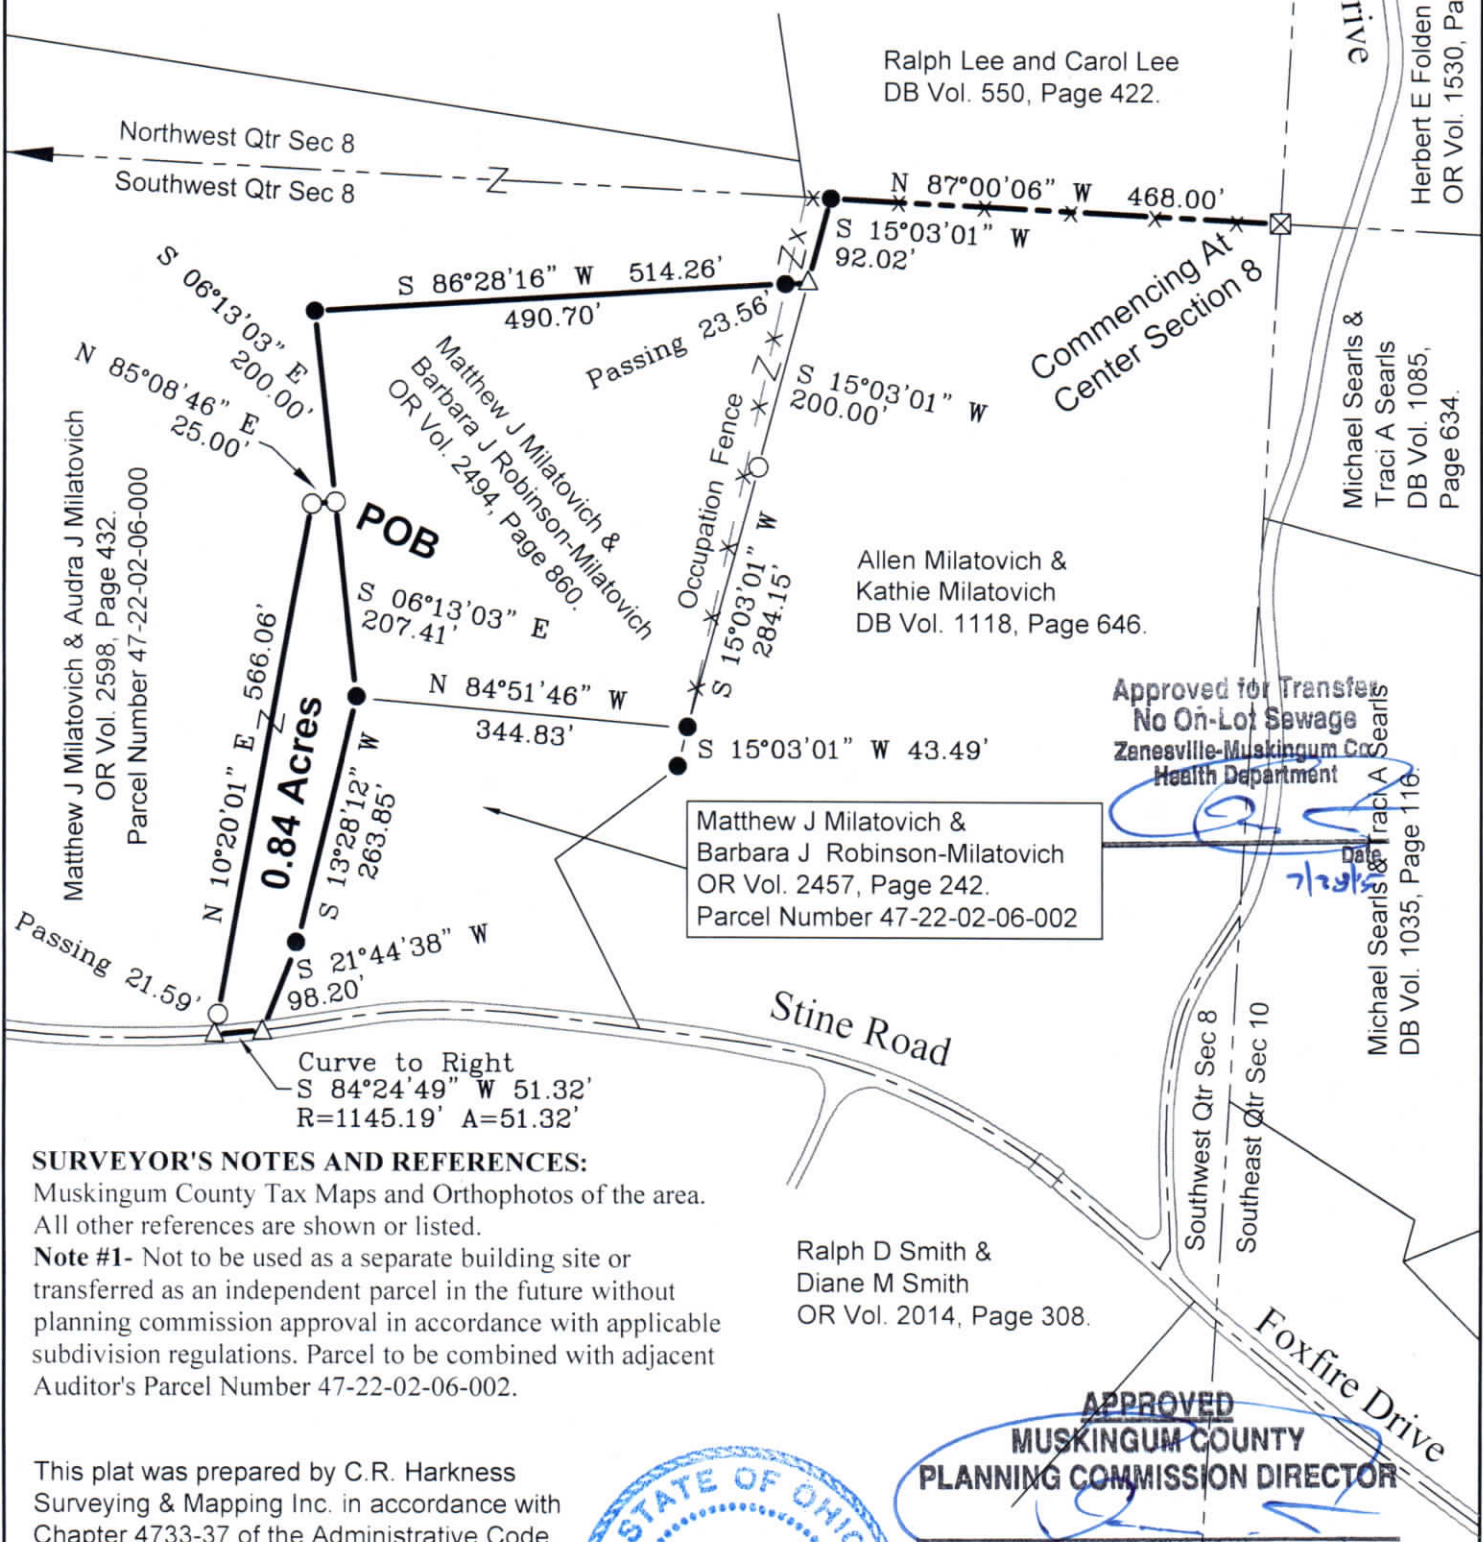 Ralph Lee and Carol Lee
DB Vol. 550, Page 422.
rive
Herbert E Folden
OR Vol. 1530, Pa
Northwest Qtr Sec 8
Southwest Qtr Sec 8
Z
N 87°00'06" W 468.00'
S 15°03'01" W
92.02'
Commencing At
Center Section 8
S 86°28'16" W 514.26'
490.70'
Passing 23.56'
S 06°13'03" E
200.00'
N 85°08'46" E
25.00'
Matthew J Milatovich &
Barbara J Robinson-Milatovich
OR Vol. 2494, Page 860.
Z
Z
S 15°03'01" W
200.00'
Occupation Fence
Michael Searls &
Traci A Searls
DB Vol. 1085,
Page 634.
Matthew J Milatovich & Audra J Milatovich
OR Vol. 2598, Page 432.
Parcel Number 47-22-02-06-000
POB
S 06°13'03" E
207.41'
S 15°03'01" W
284.15'
Allen Milatovich &
Kathie Milatovich
DB Vol. 1118, Page 646.
N 84°51'46" W
344.83'
S 15°03'01" W 43.49'
N 10°20'01" E 566.06'
Z
0.84 Acres
S 13°28'12" W
263.85'
Approved for Transfer
No On-Lot Sewage
Zanesville-Muskingum Co.
Health Department
Date
Michael Searls & Traci A Searls
DB Vol. 1035, Page 116.
Matthew J Milatovich &
Barbara J Robinson-Milatovich
OR Vol. 2457, Page 242.
Parcel Number 47-22-02-06-002
Passing 21.59'
S 21°44'38" W
98.20'
Curve to Right
S 84°24'49" W 51.32'
R=1145.19' A=51.32'
Stine Road
Southwest Qtr Sec 8
Southeast Qtr Sec 10
SURVEYOR'S NOTES AND REFERENCES:
Muskingum County Tax Maps and Orthophotos of the area.
All other references are shown or listed.
Note #1- Not to be used as a separate building site or
transferred as an independent parcel in the future without
planning commission approval in accordance with applicable
subdivision regulations. Parcel to be combined with adjacent
Auditor's Parcel Number 47-22-02-06-002.
Ralph D Smith &
Diane M Smith
OR Vol. 2014, Page 308.
Foxfire Drive
This plat was prepared by C.R. Harkness
Surveying & Mapping Inc. in accordance with
Chapter 4733-37 of the Administrative Code
STATE OF OHIO
APPROVED
MUSKINGUM COUNTY
PLANNING COMMISSION DIRECTOR